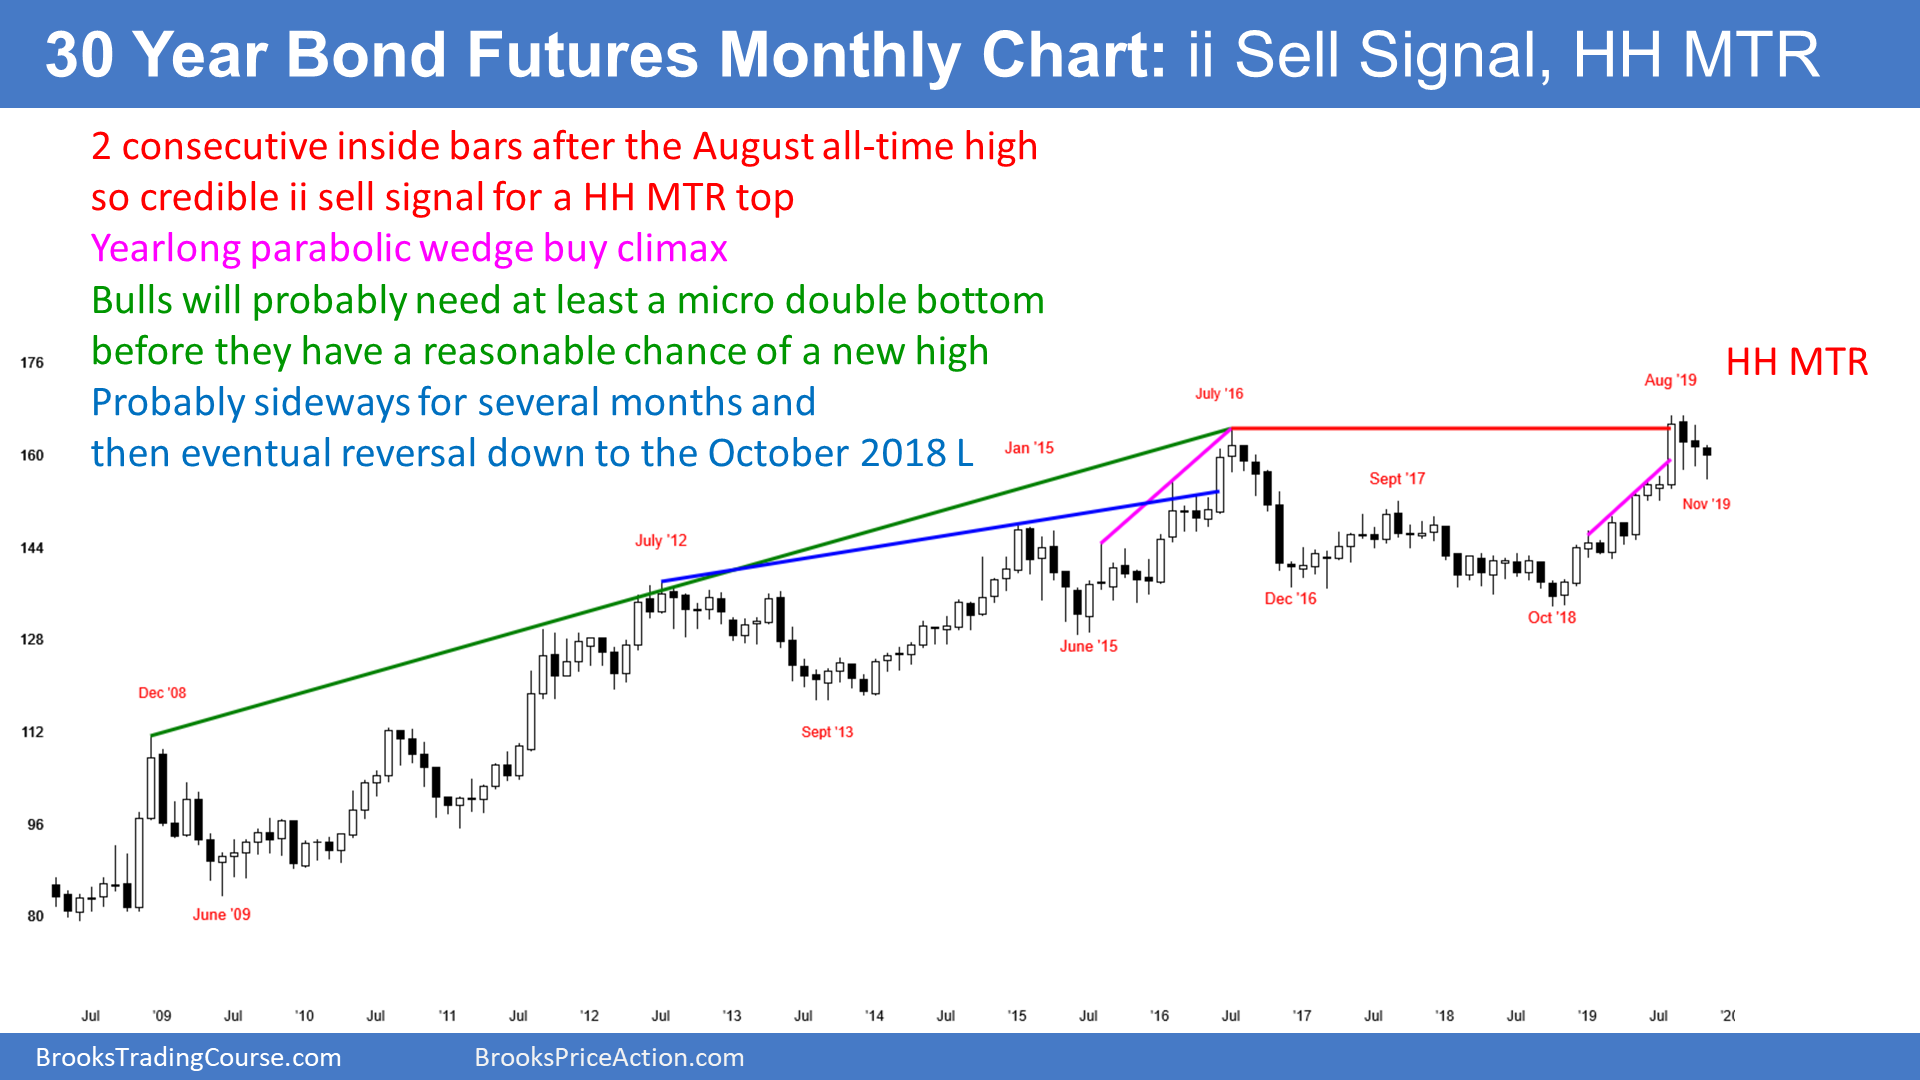 30 Year Bond Futures Monthly Chart: ii Sell Signal, HH MTR
2 consecutive inside bars after the August all-time high
so credible ii sell signal for a HH MTR top
Yearlong parabolic wedge buy climax
Bulls will probably need at least a micro double bottom
before they have a reasonable chance of a new high
Probably sideways for several months and
then eventual reversal down to the October 2018 L
HH MTR
176
160
144
128
112
96
80
Dec '08
June '09
July '12
Sept '13
Jan '15
June '15
July '16
Dec '16
Sept '17
Oct '18
Aug '19
Nov '19
Jul '09 Jul '10 Jul '11 Jul '12 Jul '13 Jul '14 Jul '15 Jul '16 Jul '17 Jul '18 Jul '19 Jul
BrooksTradingCourse.com BrooksPriceAction.com